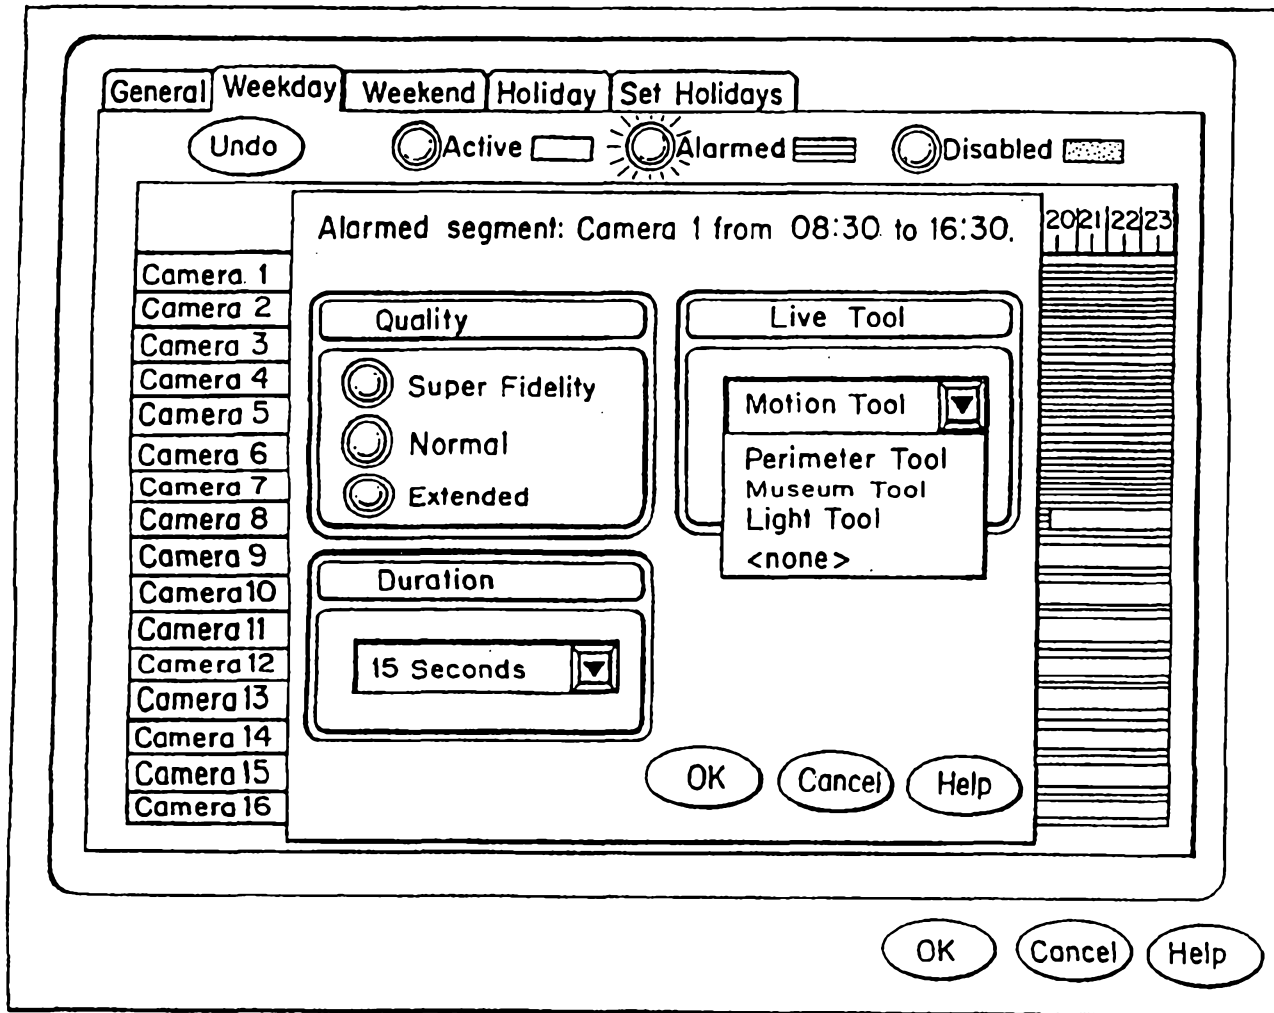 General Weekday Weekend Holiday Set Holidays
Undo Active Alarmed Disabled
Alarmed segment: Camera 1 from 08:30 to 16:30.
20 21 22 23
Camera 1
Camera 2
Camera 3
Camera 4
Camera 5
Camera 6
Camera 7
Camera 8
Camera 9
Camera 10
Camera 11
Camera 12
Camera 13
Camera 14
Camera 15
Camera 16
Quality
Super Fidelity
Normal
Extended
Duration
15 Seconds
Live Tool
Motion Tool
Perimeter Tool
Museum Tool
Light Tool
<none>
OK Cancel Help
OK Cancel Help